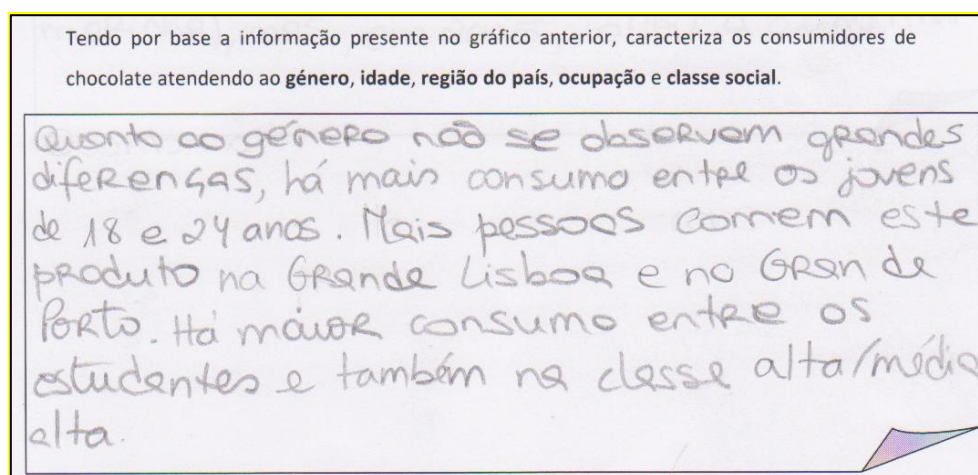 Tendo por base a informação presente no gráfico anterior, caracteriza os consumidores de
chocolate atendendo ao género, idade, região do país, ocupação e classe social.
Quanto ao género não se observam grandes
diferenças, há mais consumo entre os jovens
de 18 e 24 anos. Mais pessoas comem este
produto na Grande Lisboa e no Grande
Porto. Há maior consumo entre os
estudantes e também na classe alta/média
alta.